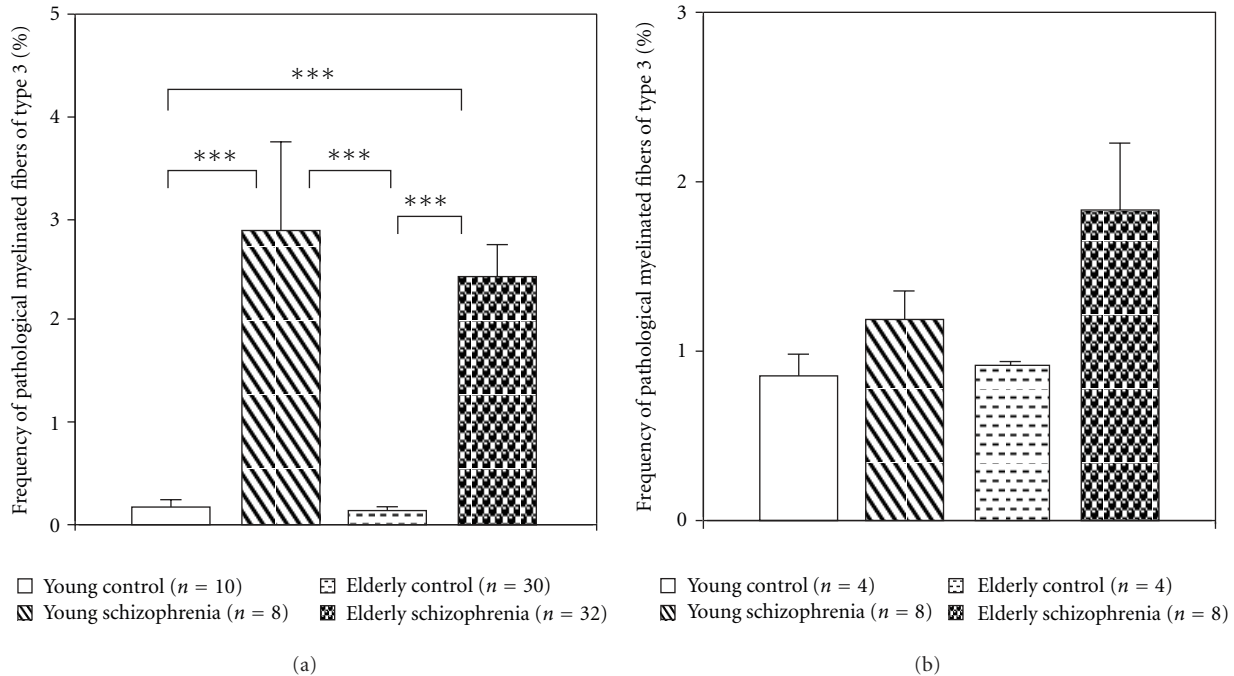 Frequency of pathological myelinated fibers of type 3 (%)
5
4
3
2
1
0
***
***
***
***
Young control (n = 10)
Elderly control (n = 30)
Young schizophrenia (n = 8)
Elderly schizophrenia (n = 32)
(a)
Frequency of pathological myelinated fibers of type 3 (%)
3
2
1
0
Young control (n = 4)
Elderly control (n = 4)
Young schizophrenia (n = 8)
Elderly schizophrenia (n = 8)
(b)